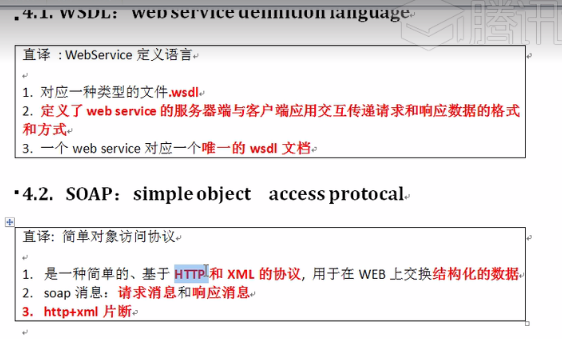 4.1. WSDL：web service definition language
腾讯
直译 : WebService 定义语言
1. 对应一种类型的文件.wsdl
2. 定义了 web service 的服务器端与客户端应用交互传递请求和响应数据的格式
和方式
3. 一个 web service 对应一个唯一的 wsdl 文档
4.2. SOAP：simple object access protocal
直译: 简单对象访问协议
1. 是一种简单的、基于 HTTP 和 XML 的协议, 用于在 WEB 上交换结构化的数据
2. soap 消息：请求消息和响应消息
3. http+xml 片断